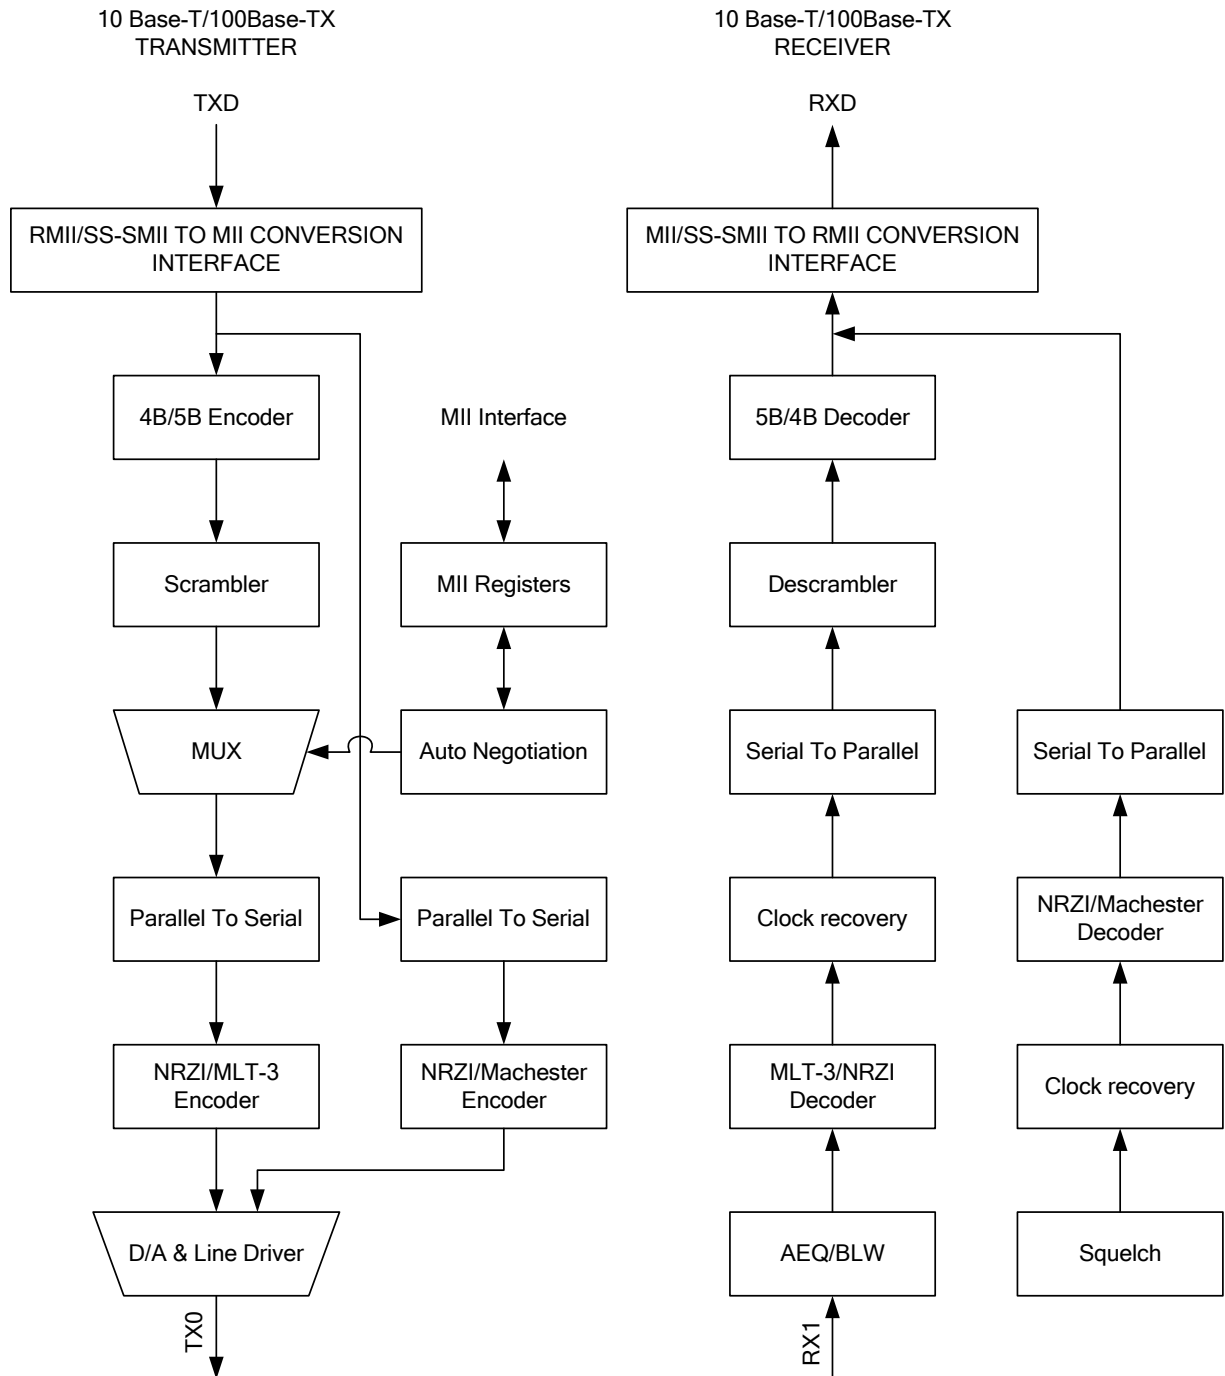 10 Base-T/100Base-TX
TRANSMITTER
10 Base-T/100Base-TX
RECEIVER
TXD
RXD
RMII/SS-SMII TO MII CONVERSION
INTERFACE
MII/SS-SMII TO RMII CONVERSION
INTERFACE
4B/5B Encoder
MII Interface
5B/4B Decoder
Scrambler
MII Registers
Descrambler
MUX
Auto Negotiation
Serial To Parallel
Serial To Parallel
Parallel To Serial
Parallel To Serial
Clock recovery
NRZI/Machester
Decoder
NRZI/MLT-3
Encoder
NRZI/Machester
Encoder
MLT-3/NRZI
Decoder
Clock recovery
D/A & Line Driver
AEQ/BLW
Squelch
TX0
RX1